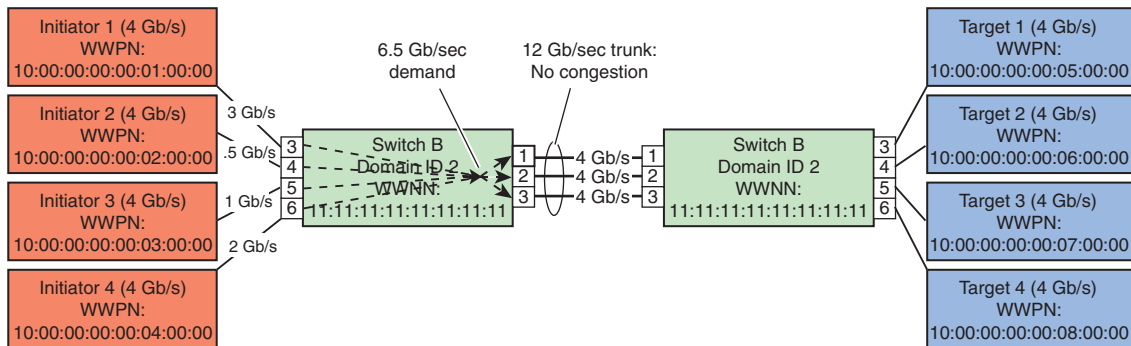 Initiator 1 (4 Gb/s)
WWPN:
10:00:00:00:00:01:00:00
Initiator 2 (4 Gb/s)
WWPN:
10:00:00:00:00:02:00:00
Initiator 3 (4 Gb/s)
WWPN:
10:00:00:00:00:03:00:00
Initiator 4 (4 Gb/s)
WWPN:
10:00:00:00:00:04:00:00
3 Gb/s
.5 Gb/s
1 Gb/s
2 Gb/s
6.5 Gb/sec
demand
12 Gb/sec trunk:
No congestion
3
4
5
6
Switch B
Domain ID 2
WWNN:
11:11:11:11:11:11:11:11
1
2
3
4 Gb/s
4 Gb/s
4 Gb/s
1
2
3
Switch B
Domain ID 2
WWNN:
11:11:11:11:11:11:11:11
3
4
5
6
Target 1 (4 Gb/s)
WWPN:
10:00:00:00:00:05:00:00
Target 2 (4 Gb/s)
WWPN:
10:00:00:00:00:06:00:00
Target 3 (4 Gb/s)
WWPN:
10:00:00:00:00:07:00:00
Target 4 (4 Gb/s)
WWPN:
10:00:00:00:00:08:00:00